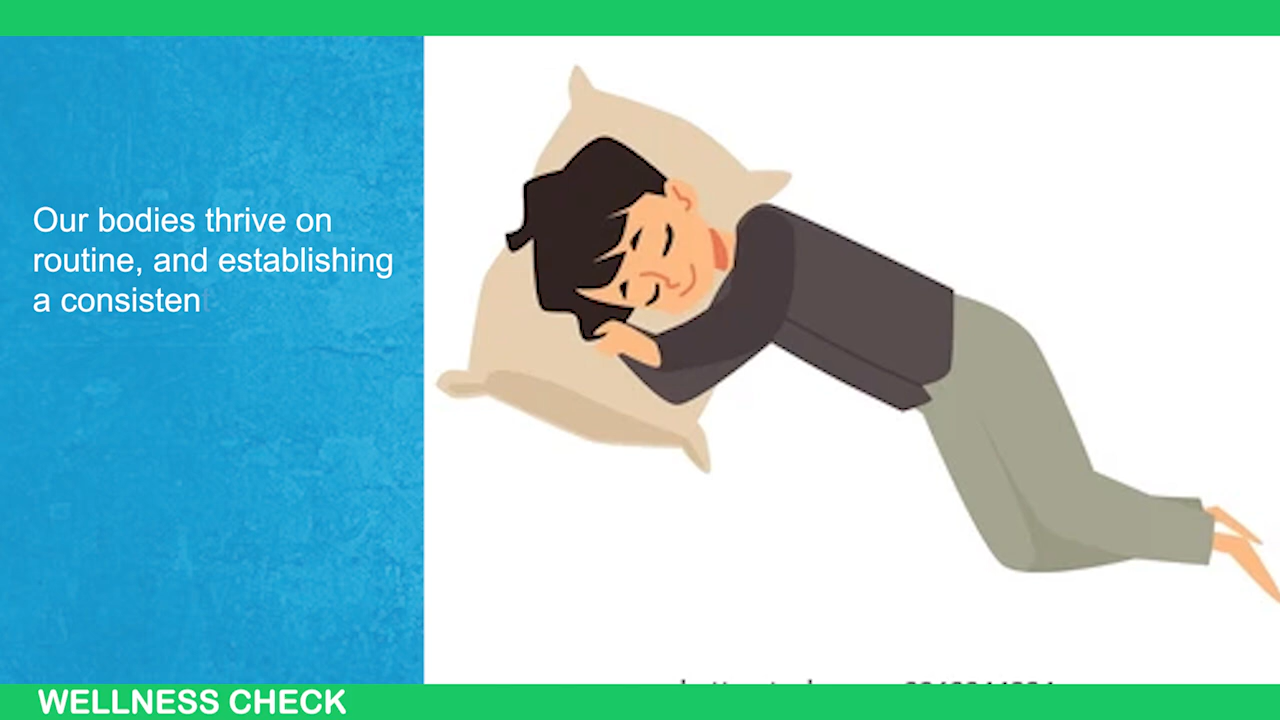 Our bodies thrive on
routine, and establishing
a consisten
WELLNESS CHECK